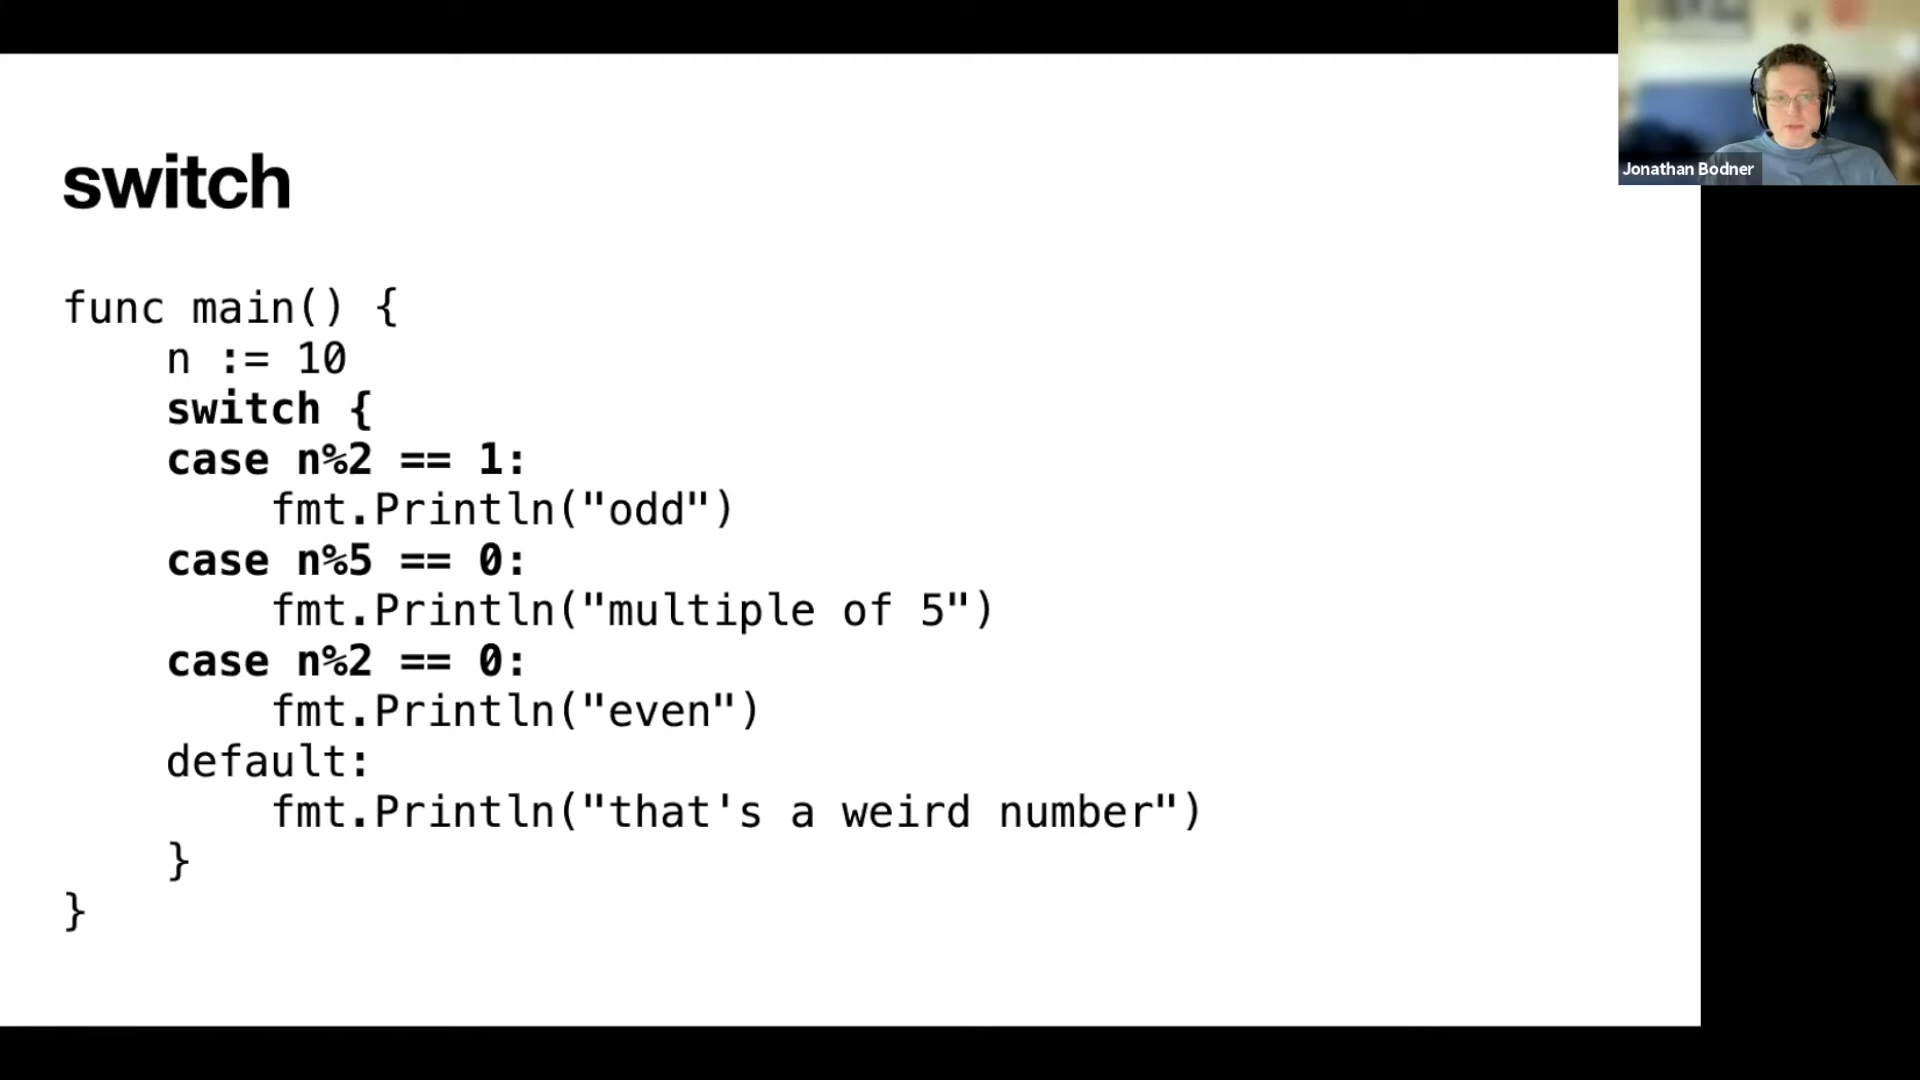 Jonathan Bodner
switch
func main() {
    n := 10
    switch {
    case n%2 == 1:
        fmt.Println("odd")
    case n%5 == 0:
        fmt.Println("multiple of 5")
    case n%2 == 0:
        fmt.Println("even")
    default:
        fmt.Println("that's a weird number")
    }
}